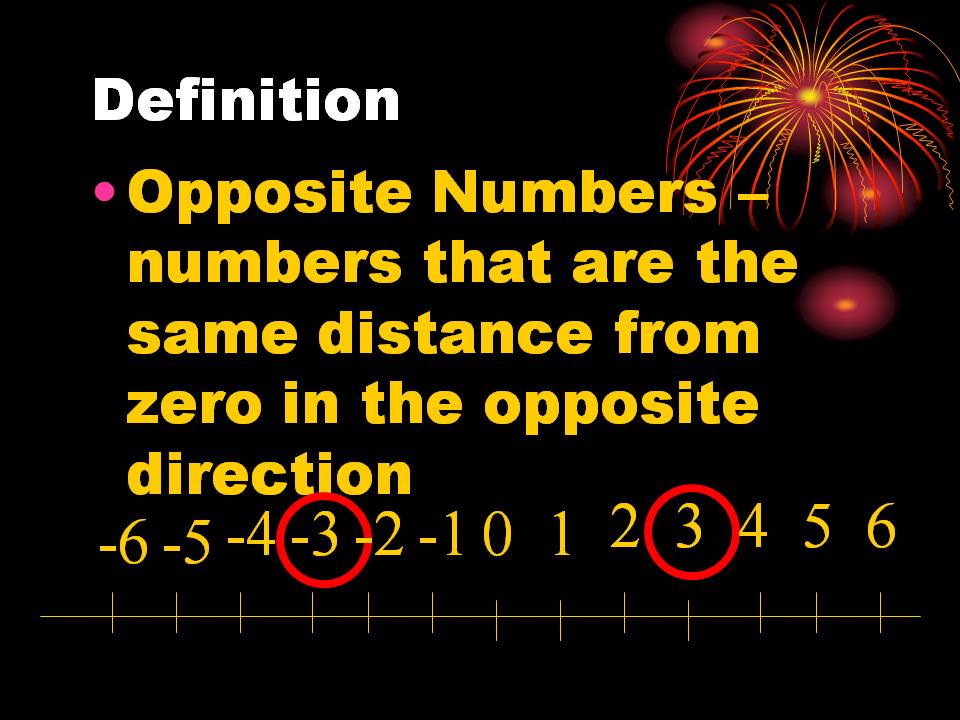 Definition
• Opposite Numbers –
numbers that are the
same distance from
zero in the opposite
direction
-6 -5 -4 -3 -2 -1 0 1 2 3 4 5 6